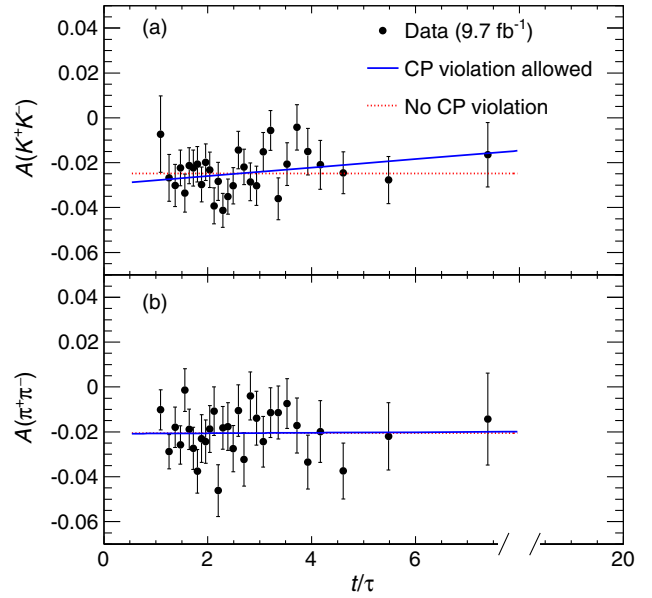 (a)
Data (9.7 fb⁻¹)
CP violation allowed
No CP violation
A(K⁺K⁻)
0.04
0.02
0
-0.02
-0.04
-0.06
(b)
A(π⁺π⁻)
0.04
0.02
0
-0.02
-0.04
-0.06
0 2 4 6 20
t/τ